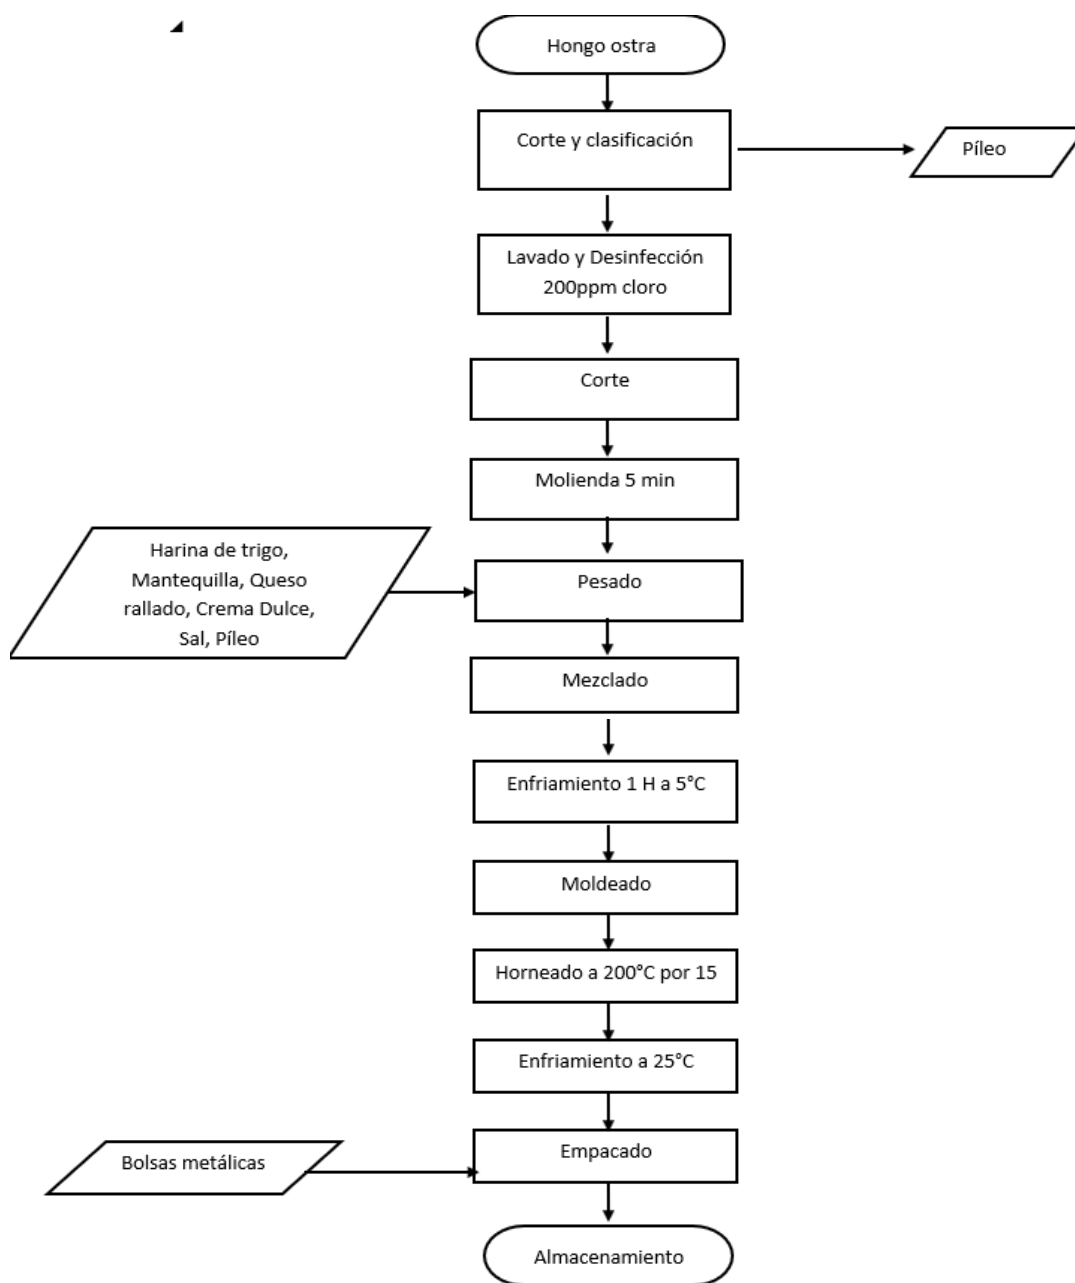 Hongo ostra
Corte y clasificación
Píleo
Lavado y Desinfección
200ppm cloro
Corte
Molienda 5 min
Harina de trigo,
Mantequilla, Queso
rallado, Crema Dulce,
Sal, Píleo
Pesado
Mezclado
Enfriamiento 1 H a 5°C
Moldeado
Horneado a 200°C por 15
Enfriamiento a 25°C
Empacado
Bolsas metálicas
Almacenamiento